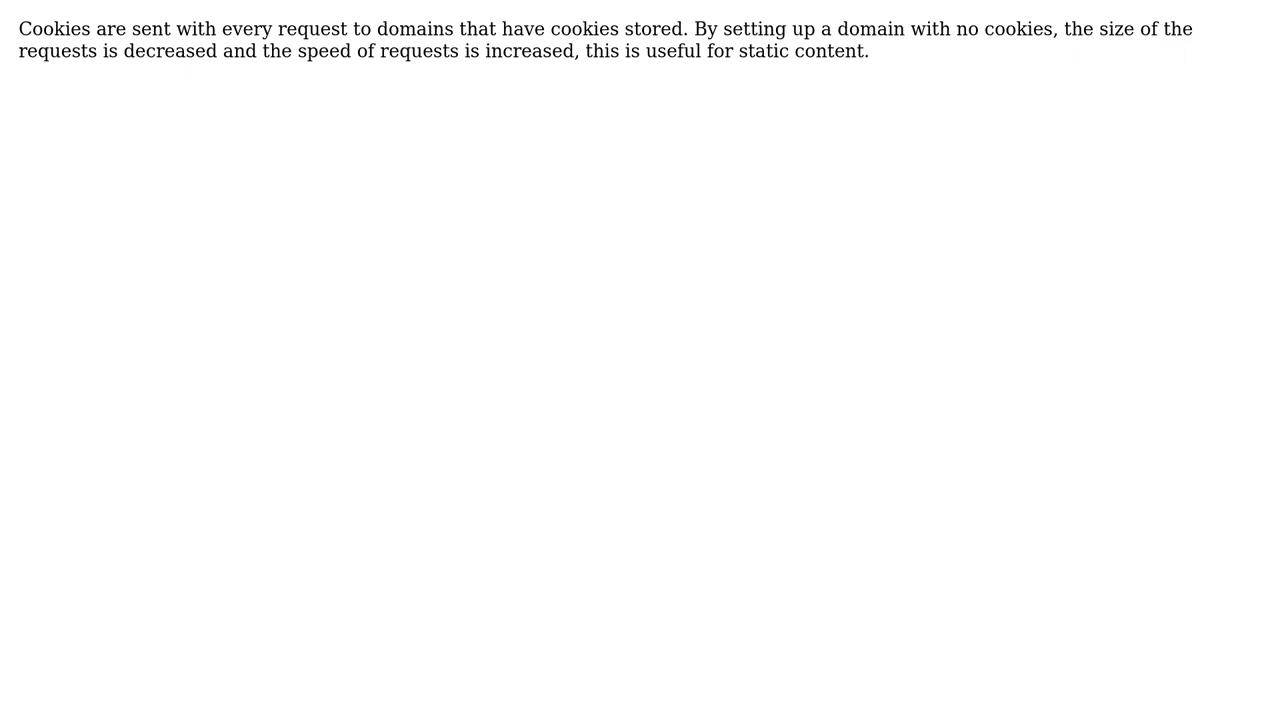 Cookies are sent with every request to domains that have cookies stored. By setting up a domain with no cookies, the size of the
requests is decreased and the speed of requests is increased, this is useful for static content.